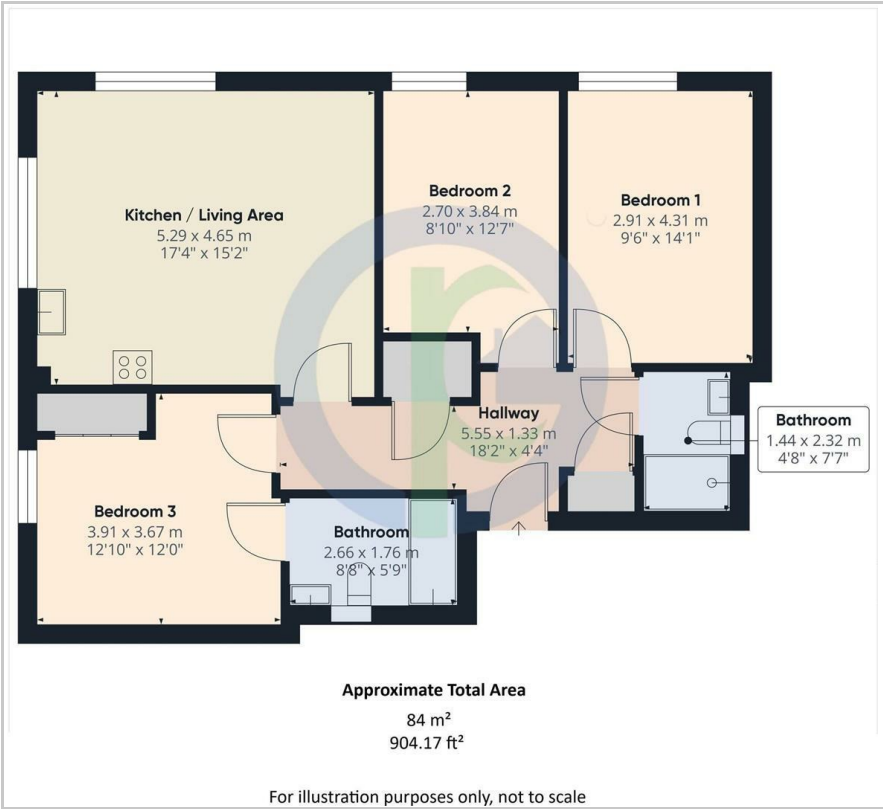 Kitchen / Living Area
5.29 x 4.65 m
17'4" x 15'2"
Bedroom 2
2.70 x 3.84 m
8'10" x 12'7"
Bedroom 1
2.91 x 4.31 m
9'6" x 14'1"
Hallway
5.55 x 1.33 m
18'2" x 4'4"
Bathroom
1.44 x 2.32 m
4'8" x 7'7"
Bedroom 3
3.91 x 3.67 m
12'10" x 12'0"
Bathroom
2.66 x 1.76 m
8'8" x 5'9"
Approximate Total Area
84 m²
904.17 ft²
For illustration purposes only, not to scale